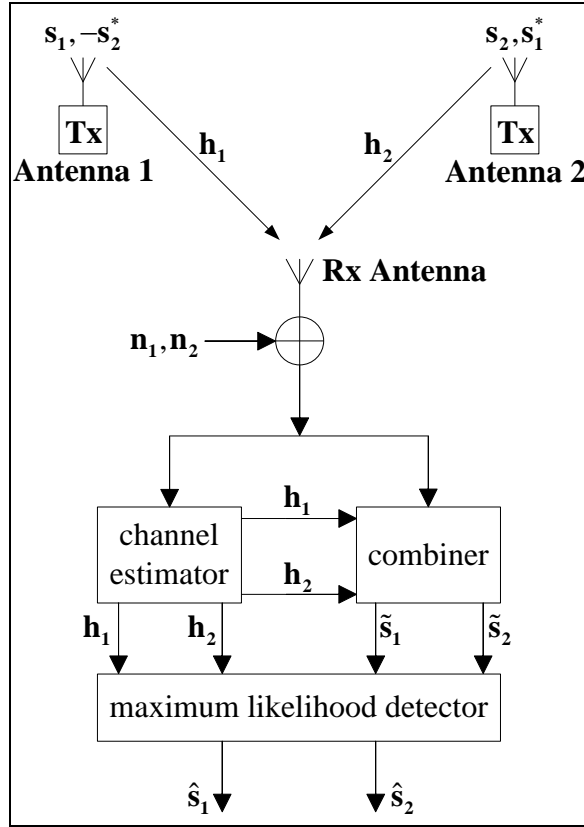 s₁, −s₂* s₂, s₁*
Tx Tx
Antenna 1 Antenna 2
h₁ h₂
Rx Antenna
n₁, n₂
h₁
channel
estimator
combiner
h₂
h₁ h₂ s̃₁ s̃₂
maximum likelihood detector
ŝ₁ ŝ₂